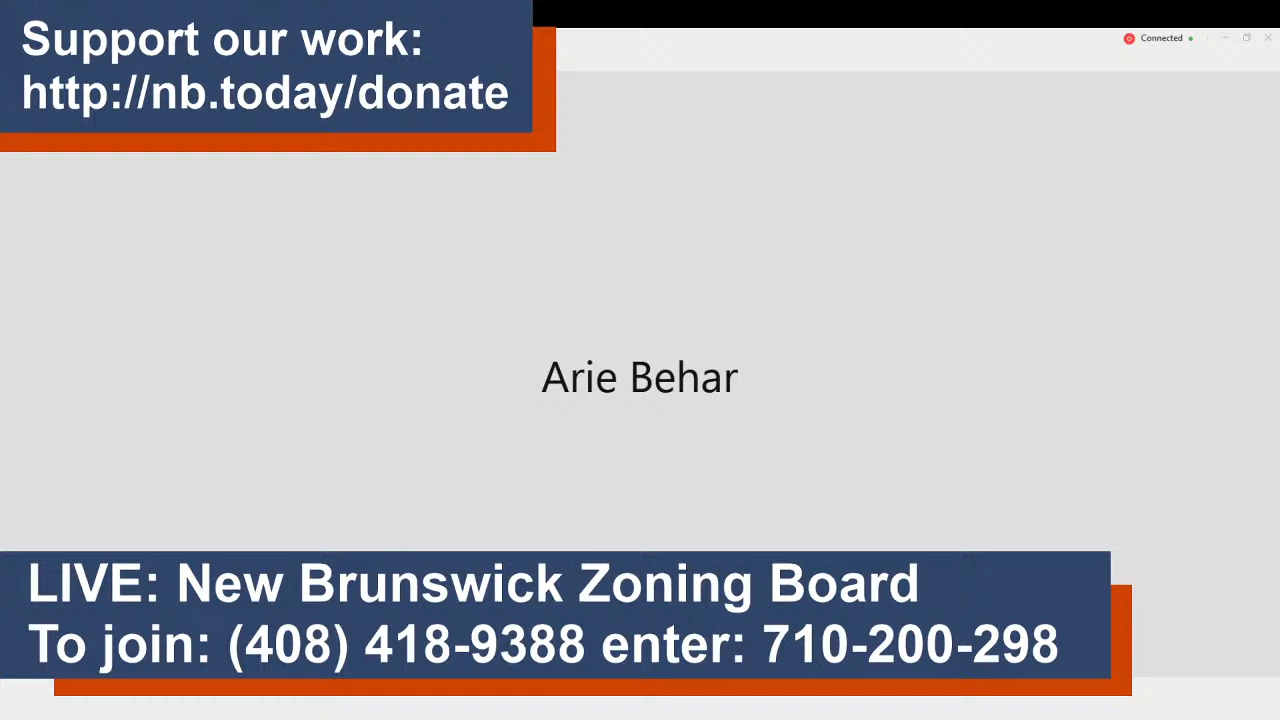 Support our work:
http://nb.today/donate
Connected
Arie Behar
LIVE: New Brunswick Zoning Board
To join: (408) 418-9388 enter: 710-200-298